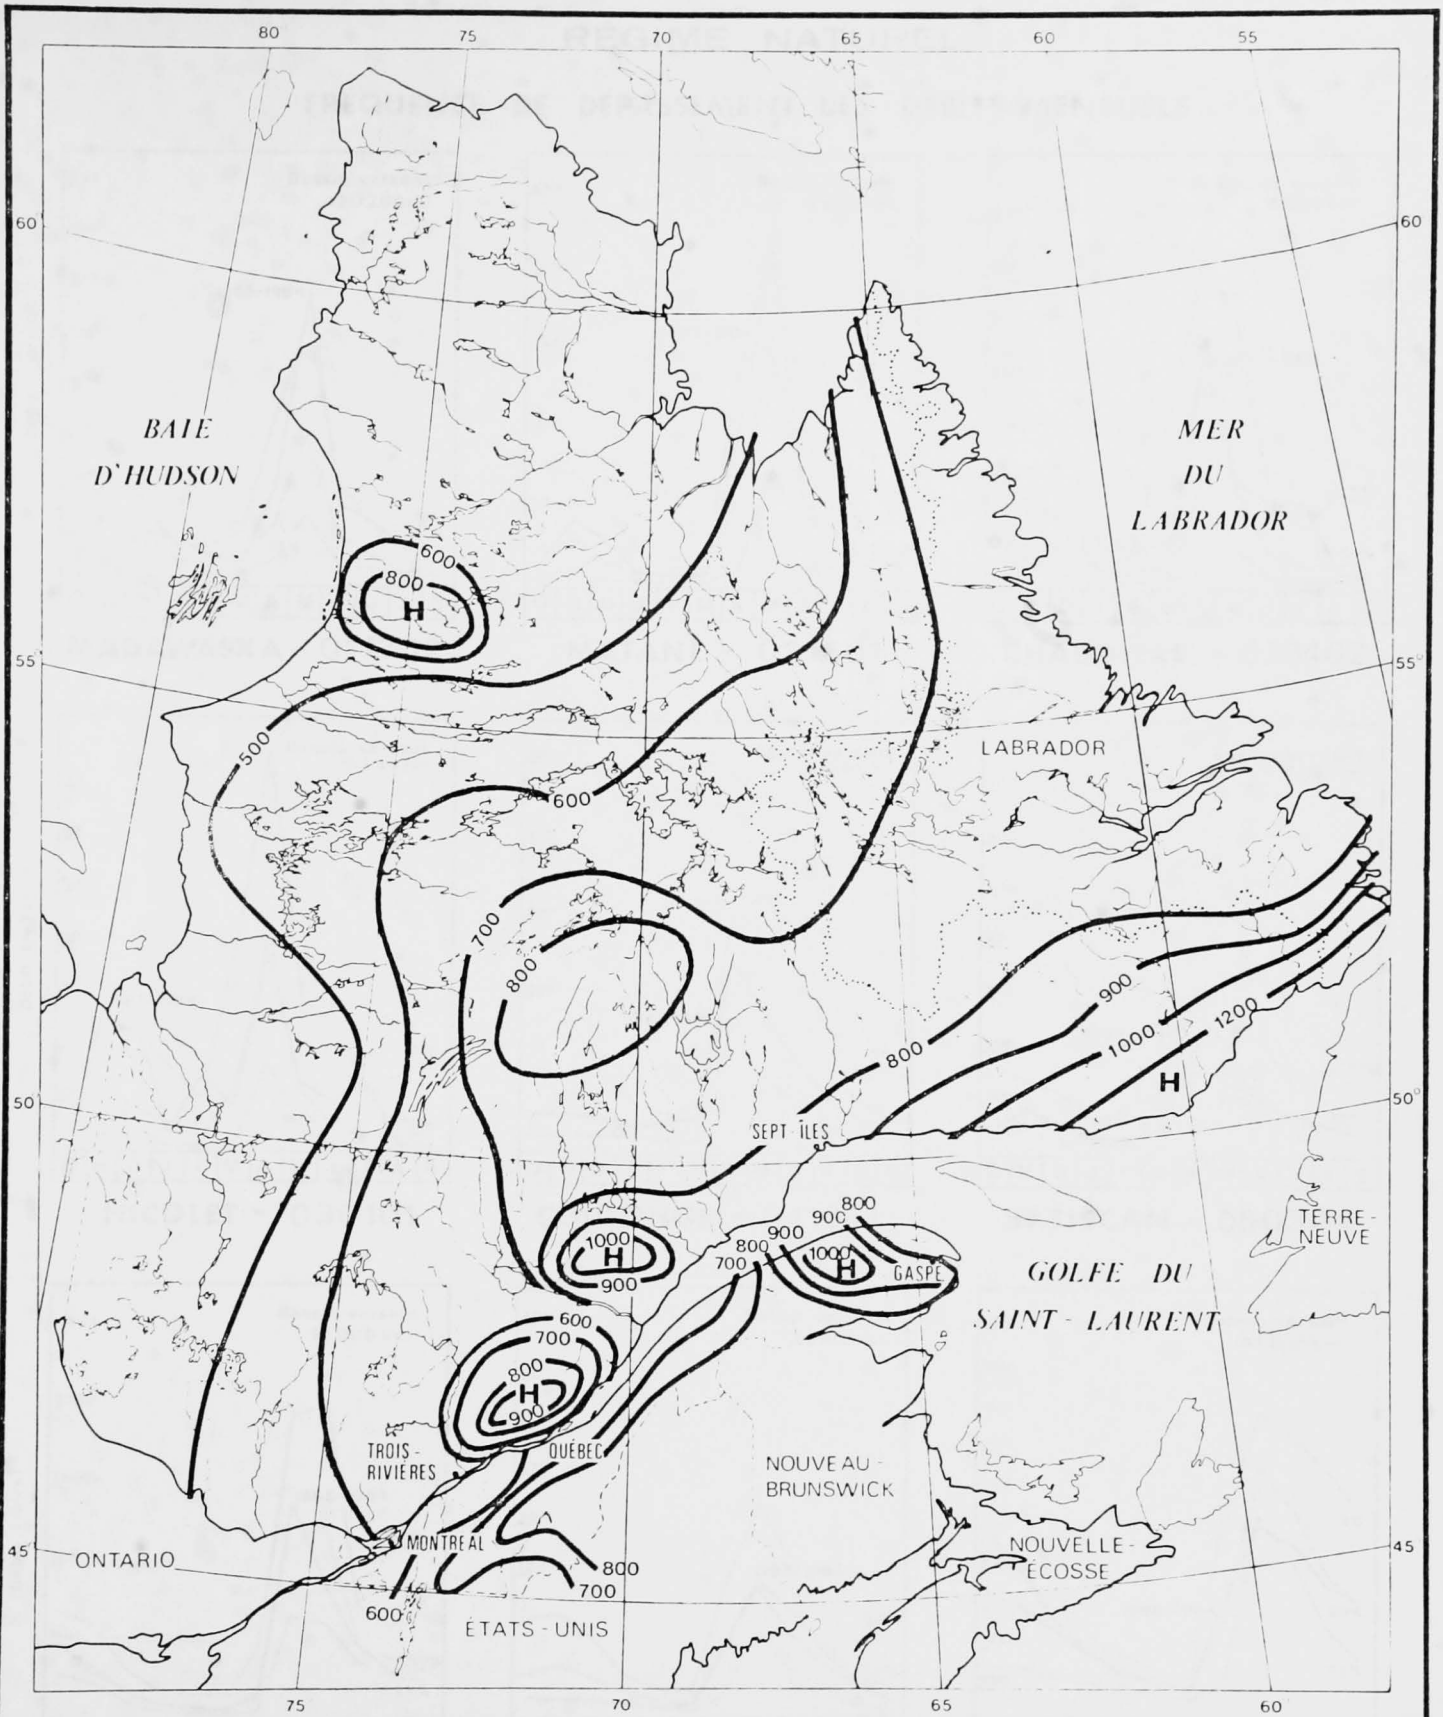 80 75 70 65 60 55
60 60
BAIE
D'HUDSON
MER
DU
LABRADOR
600
800
H
55 55°
500
LABRADOR
600
700
800
900
1000 1200
800
H
50 50°
SEPT-ÎLES
800
900
900
800
700
1000
H
GASPÉ
1000
H
900
TERRE-
NEUVE
GOLFE DU
SAINT-LAURENT
600
700
800
H
900
TROIS-
RIVIÈRES
QUÉBEC
NOUVEAU-
BRUNSWICK
MONTRÉAL
NOUVELLE-
ÉCOSSE
45° 45
ONTARIO
800
700
600
ÉTATS-UNIS
75 70 65 60